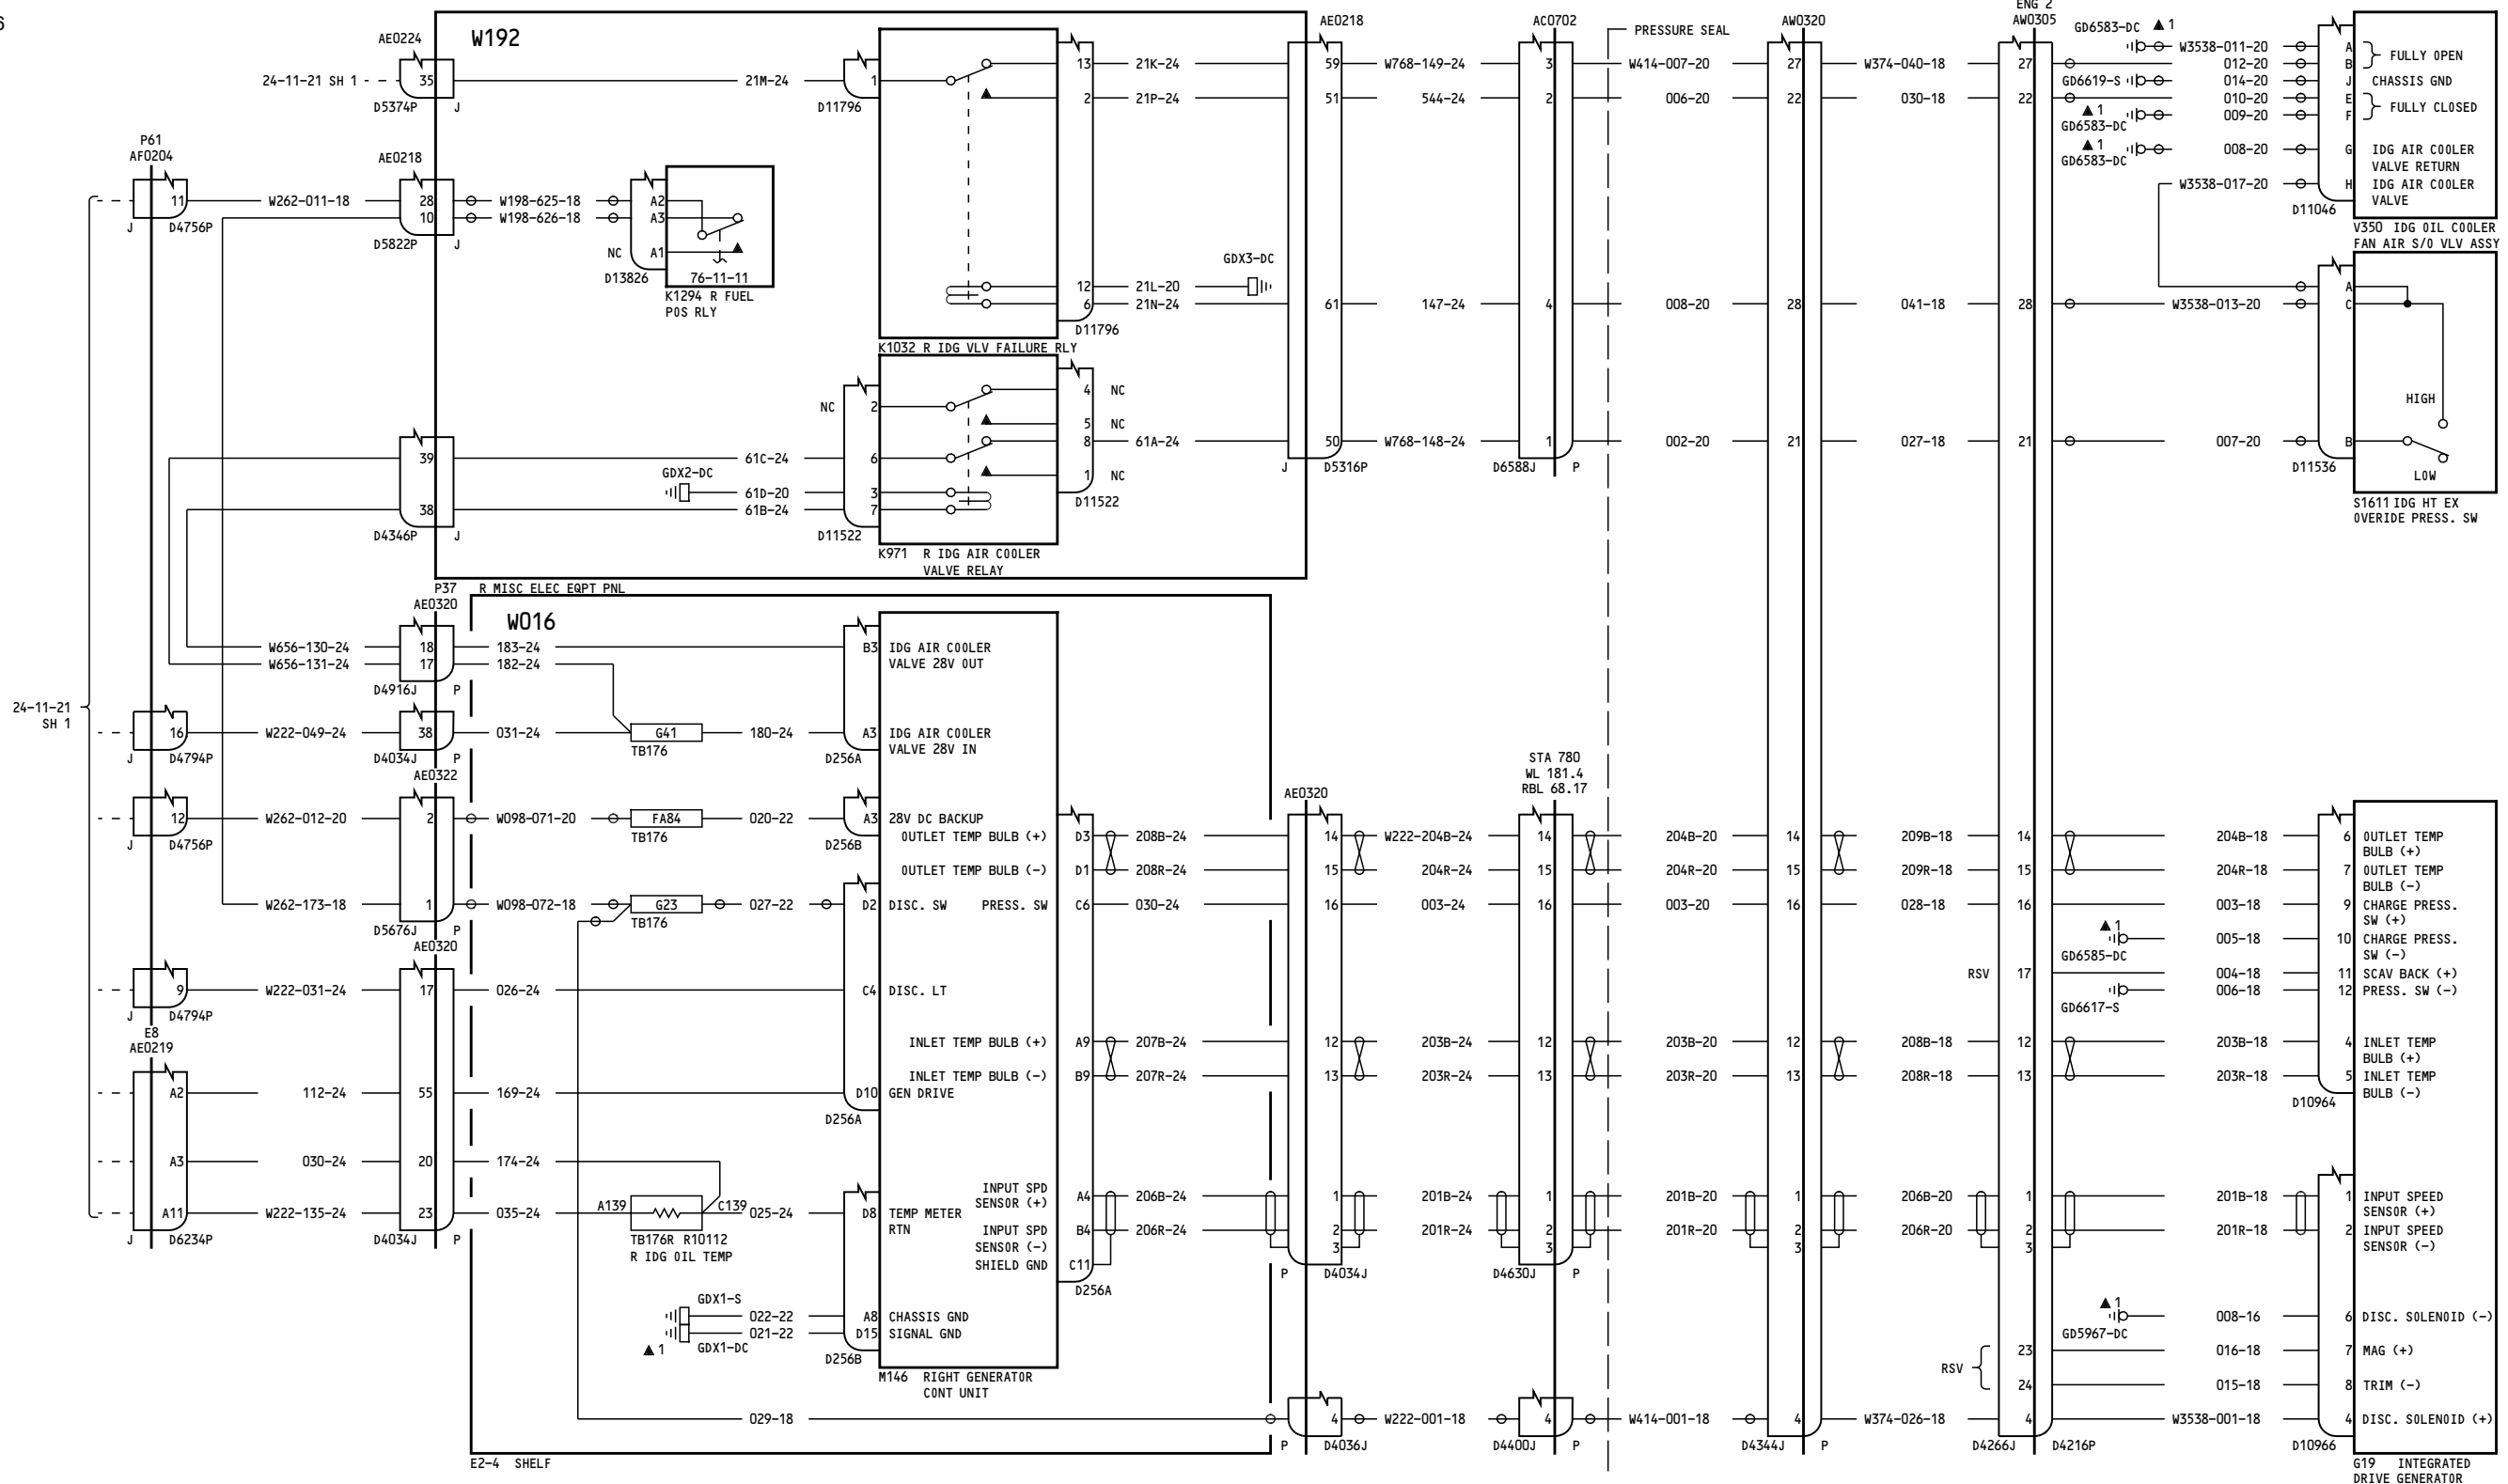 6
W192
AE0224
24-11-21 SH 1
35
D5374P
J
21M-24
1
D11796
13
2
21K-24
21P-24
AE0218
59
51
W768-149-24
544-24
AC0702
3
2
PRESSURE SEAL
W414-007-20
006-20
AW0320
27
22
W374-040-18
030-18
ENG 2
AW0305
27
22
GD6583-DC ▲ 1
W3538-011-20
012-20
GD6619-S
014-20
010-20
▲ 1
GD6583-DC
009-20
▲ 1
GD6583-DC
008-20
W3538-017-20
A
B
FULLY OPEN
J
CHASSIS GND
E
F
FULLY CLOSED
G
IDG AIR COOLER
VALVE RETURN
H
IDG AIR COOLER
VALVE
D11046
V350 IDG OIL COOLER
FAN AIR S/O VLV ASSY
P61
AF0204
11
J
D4756P
W262-011-18
AE0218
28
10
D5822P
J
W198-625-18
W198-626-18
A2
A3
NC
A1
D13826
76-11-11
K1294 R FUEL
POS RLY
GDX3-DC
12
21L-20
6
21N-24
D11796
K1032 R IDG VLV FAILURE RLY
61
147-24
4
008-20
28
041-18
28
W3538-013-20
A
C
HIGH
NC
2
4
NC
5
NC
8
61A-24
50
W768-148-24
1
002-20
21
027-18
21
007-20
B
LOW
D11536
S1611 IDG HT EX
OVERIDE PRESS. SW
39
61C-24
6
1
NC
D11522
J
D5316P
D6588J
P
GDX2-DC
61D-20
3
38
61B-24
7
D4346P
J
D11522
K971 R IDG AIR COOLER
VALVE RELAY
P37
R MISC ELEC EQPT PNL
AE0320
W016
W656-130-24
18
183-24
B3
IDG AIR COOLER
VALVE 28V OUT
W656-131-24
17
182-24
D4916J
P
24-11-21
SH 1
16
J
D4794P
W222-049-24
38
D4034J
P
031-24
G41
TB176
180-24
A3
IDG AIR COOLER
VALVE 28V IN
D256A
AE0322
12
J
D4756P
W262-012-20
2
W098-071-20
FA84
TB176
020-22
A3
28V DC BACKUP
D256B
OUTLET TEMP BULB (+)
D3
208B-24
OUTLET TEMP BULB (-)
D1
208R-24
AE0320
14
15
W222-204B-24
204R-24
STA 780
WL 181.4
RBL 68.17
14
15
204B-20
204R-20
14
15
209B-18
209R-18
14
15
204B-18
204R-18
6
OUTLET TEMP
BULB (+)
7
OUTLET TEMP
BULB (-)
W262-173-18
1
D5676J
P
W098-072-18
G23
TB176
027-22
D2
DISC. SW
PRESS. SW
C6
030-24
16
003-24
16
003-20
16
028-18
16
003-18
9
CHARGE PRESS.
SW (+)
▲ 1
GD6585-DC
005-18
10
CHARGE PRESS.
SW (-)
RSV
17
004-18
11
SCAV BACK (+)
GD6617-S
006-18
12
PRESS. SW (-)
AE0320
9
J
D4794P
W222-031-24
17
026-24
C4
DISC. LT
E8
AE0219
INLET TEMP BULB (+)
A9
207B-24
12
203B-24
12
203B-20
12
208B-18
12
203B-18
4
INLET TEMP
BULB (+)
INLET TEMP BULB (-)
B9
207R-24
13
203R-24
13
203R-20
13
208R-18
13
203R-18
5
INLET TEMP
BULB (-)
D10964
A2
112-24
55
169-24
D10
GEN DRIVE
D256A
A3
030-24
20
174-24
A11
W222-135-24
23
035-24
A139
C139
025-24
D8
TEMP METER
RTN
J
D6234P
D4034J
P
TB176R R10112
R IDG OIL TEMP
INPUT SPD
SENSOR (+)
A4
206B-24
1
201B-24
1
201B-20
1
206B-20
1
201B-18
1
INPUT SPEED
SENSOR (+)
INPUT SPD
SENSOR (-)
B4
206R-24
2
201R-24
2
201R-20
2
206R-20
2
201R-18
2
INPUT SPEED
SENSOR (-)
3
3
3
3
SHIELD GND
C11
D256A
P
D4034J
D4630J
P
GDX1-S
022-22
A8
CHASSIS GND
021-22
D15
SIGNAL GND
▲ 1
GDX1-DC
D256B
M146 RIGHT GENERATOR
CONT UNIT
▲ 1
GD5967-DC
008-16
6
DISC. SOLENOID (-)
RSV
23
016-18
7
MAG (+)
24
015-18
8
TRIM (-)
029-18
4
W222-001-18
4
W414-001-18
4
W374-026-18
4
W3538-001-18
4
DISC. SOLENOID (+)
P
D4036J
D4400J
P
D4344J
P
D4266J
D4216P
D10966
E2-4 SHELF
G19 INTEGRATED
DRIVE GENERATOR